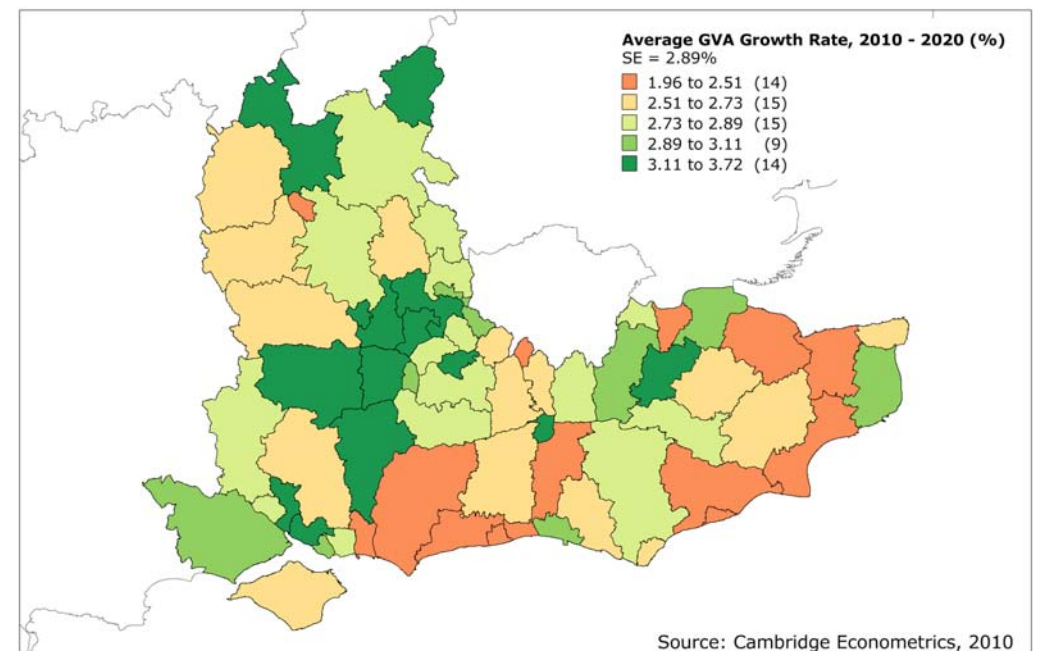 Average GVA Growth Rate, 2010 - 2020 (%)
SE = 2.89%
1.96 to 2.51 (14)
2.51 to 2.73 (15)
2.73 to 2.89 (15)
2.89 to 3.11 (9)
3.11 to 3.72 (14)
Source: Cambridge Econometrics, 2010